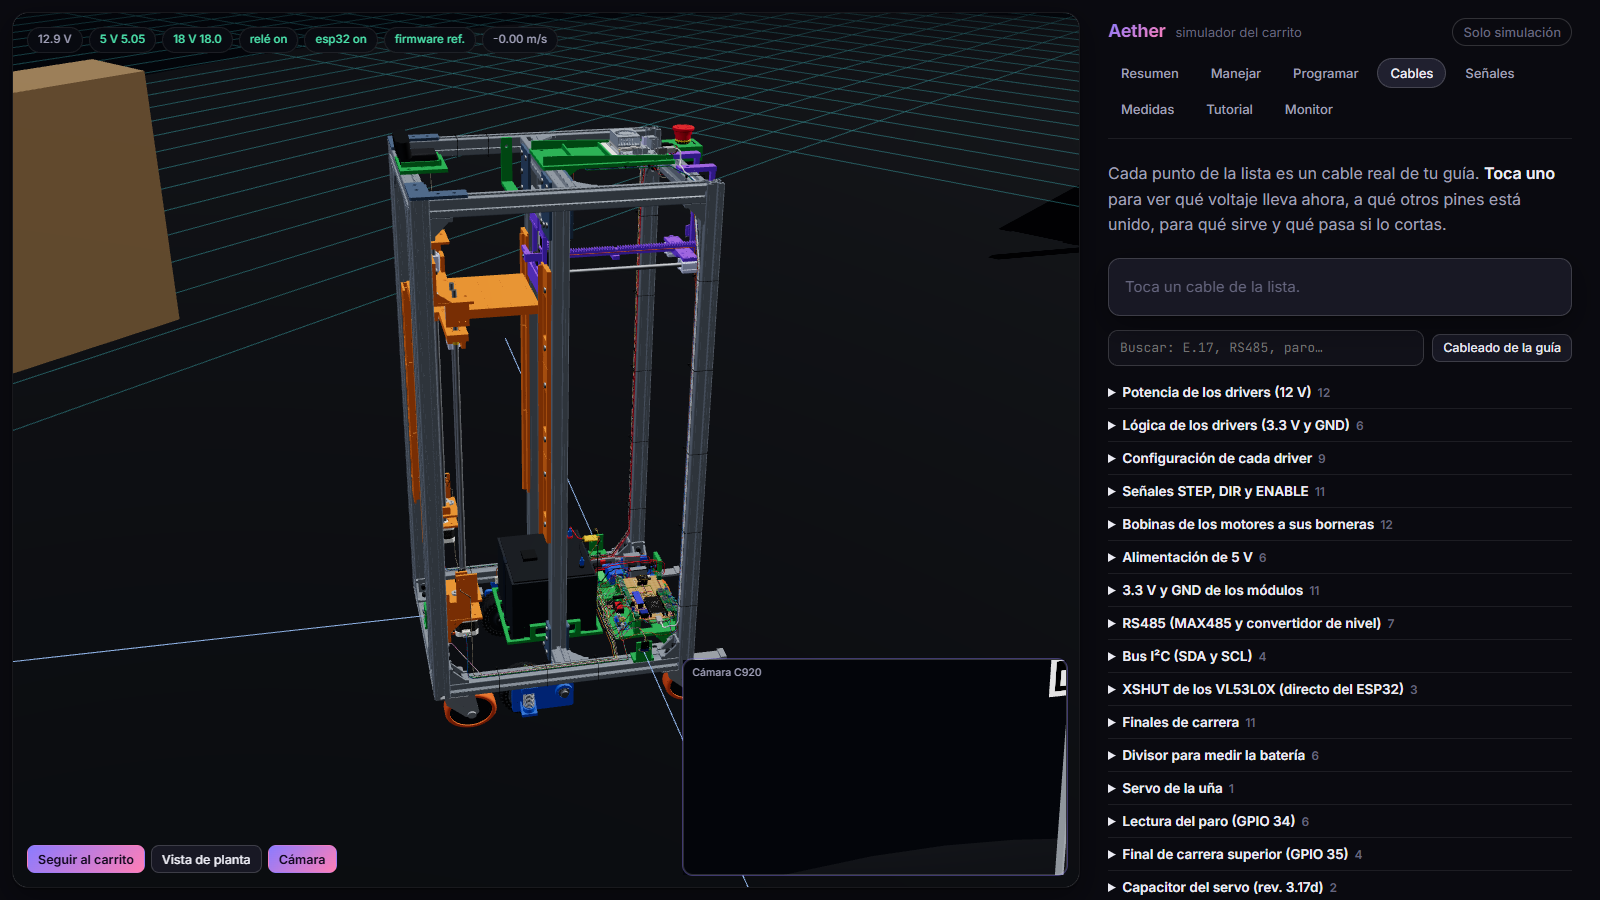 12.9 V
5 V 5.05
18 V 18.0
relé on
esp32 on
firmware ref.
-0.00 m/s
Cámara C920
Seguir al carrito
Vista de planta
Cámara
Aether simulador del carrito
Solo simulación
Resumen
Manejar
Programar
Cables
Señales
Medidas
Tutorial
Monitor
Cada punto de la lista es un cable real de tu guía. Toca uno
para ver qué voltaje lleva ahora, a qué otros pines está
unido, para qué sirve y qué pasa si lo cortas.
Toca un cable de la lista.
Buscar: E.17, RS485, paro…
Cableado de la guía
Potencia de los drivers (12 V) 12
Lógica de los drivers (3.3 V y GND) 6
Configuración de cada driver 9
Señales STEP, DIR y ENABLE 11
Bobinas de los motores a sus borneras 12
Alimentación de 5 V 6
3.3 V y GND de los módulos 11
RS485 (MAX485 y convertidor de nivel) 7
Bus I²C (SDA y SCL) 4
XSHUT de los VL53L0X (directo del ESP32) 3
Finales de carrera 11
Divisor para medir la batería 6
Servo de la uña 1
Lectura del paro (GPIO 34) 6
Final de carrera superior (GPIO 35) 4
Capacitor del servo (rev. 3.17d) 2